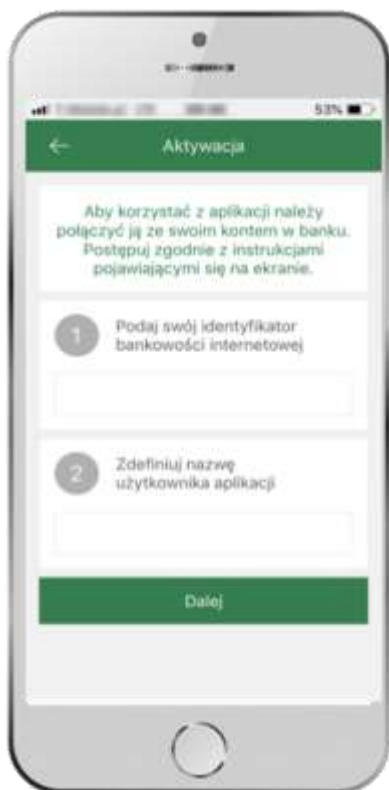 53%
Aktywacja
Aby korzystać z aplikacji należy
połączyć ją ze swoim kontem w banku.
Postępuj zgodnie z instrukcjami
pojawiającymi się na ekranie.
1
Podaj swój identyfikator
bankowości internetowej
2
Zdefiniuj nazwę
użytkownika aplikacji
Dalej